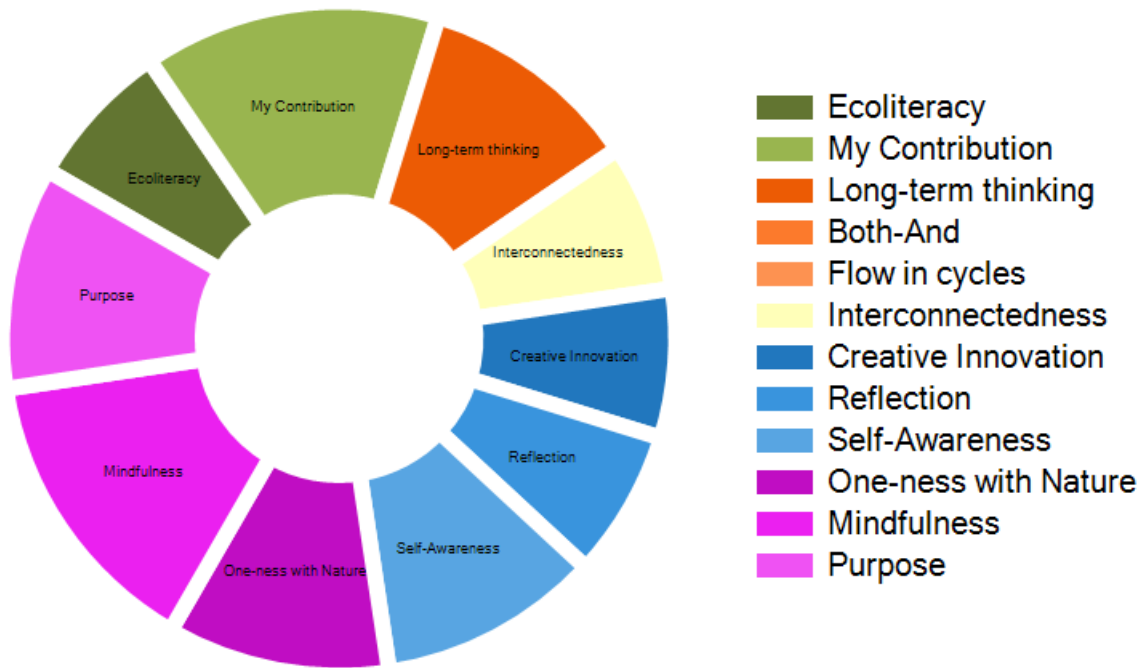 My Contribution
Long-term thinking
Ecoliteracy
Interconnectedness
Purpose
Creative Innovation
Reflection
Mindfulness
Self-Awareness
One-ness with Nature
Ecoliteracy
My Contribution
Long-term thinking
Both-And
Flow in cycles
Interconnectedness
Creative Innovation
Reflection
Self-Awareness
One-ness with Nature
Mindfulness
Purpose